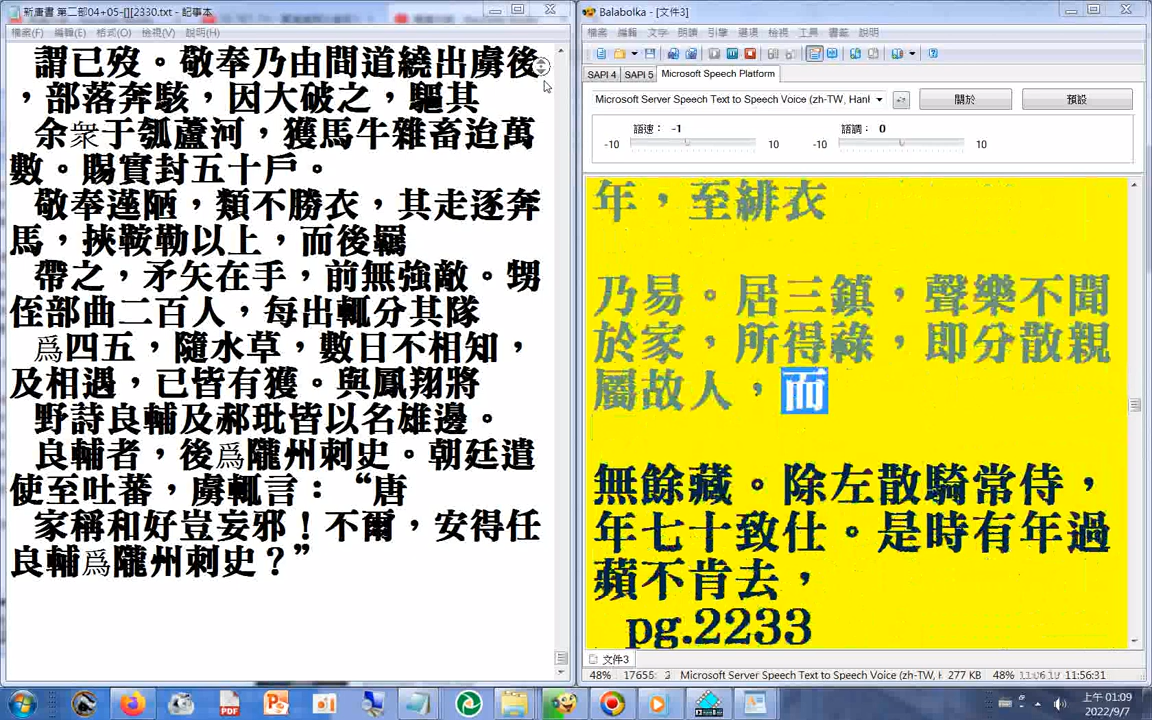 新唐書 第二部04+05~[][2330.txt - 記事本
檔案(F) 編輯(E) 格式(O) 檢視(V) 說明(H)
謂已歿。敬奉乃由間道繞出虜後
，部落奔駭，因大破之，驅其
余衆于瓠蘆河，獲馬牛雜畜迨萬
數。賜實封五十戶。
敬奉蓬陋，類不勝衣，其走逐奔
馬，挾鞍勒以上，而後羈
帶之，矛矢在手，前無強敵。甥
侄部曲二百人，每出輒分其隊
爲四五，隨水草，數日不相知，
及相遇，已皆有獲。與鳳翔將
野詩良輔及郝玭皆以名雄邊。
良輔者，後爲隴州刺史。朝廷遣
使至吐蕃，虜輒言：“唐
家稱和好豈妄邪！不爾，安得任
良輔爲隴州刺史？”
Balabolka - [文件3]
檔案 編輯 文字 朗讀 引擎 選項 檢視 工具 書籤 說明
SAPI 4 SAPI 5 Microsoft Speech Platform
Microsoft Server Speech Text to Speech Voice (zh-TW, HanH
關於 預設
語速： -1 語調： 0
-10 10 -10 10
年，至緋衣
乃易。居三鎮，聲樂不聞
於家，所得祿，即分散親
屬故人，而
無餘藏。除左散騎常侍，
年七十致仕。是時有年過
蘋不肯去，
pg.2233
文件3
48% 17655: 2 Microsoft Server Speech Text to Speech Voice (zh-TW, 277 KB 48% 11:56:31
上午 01:09
2022/9/7